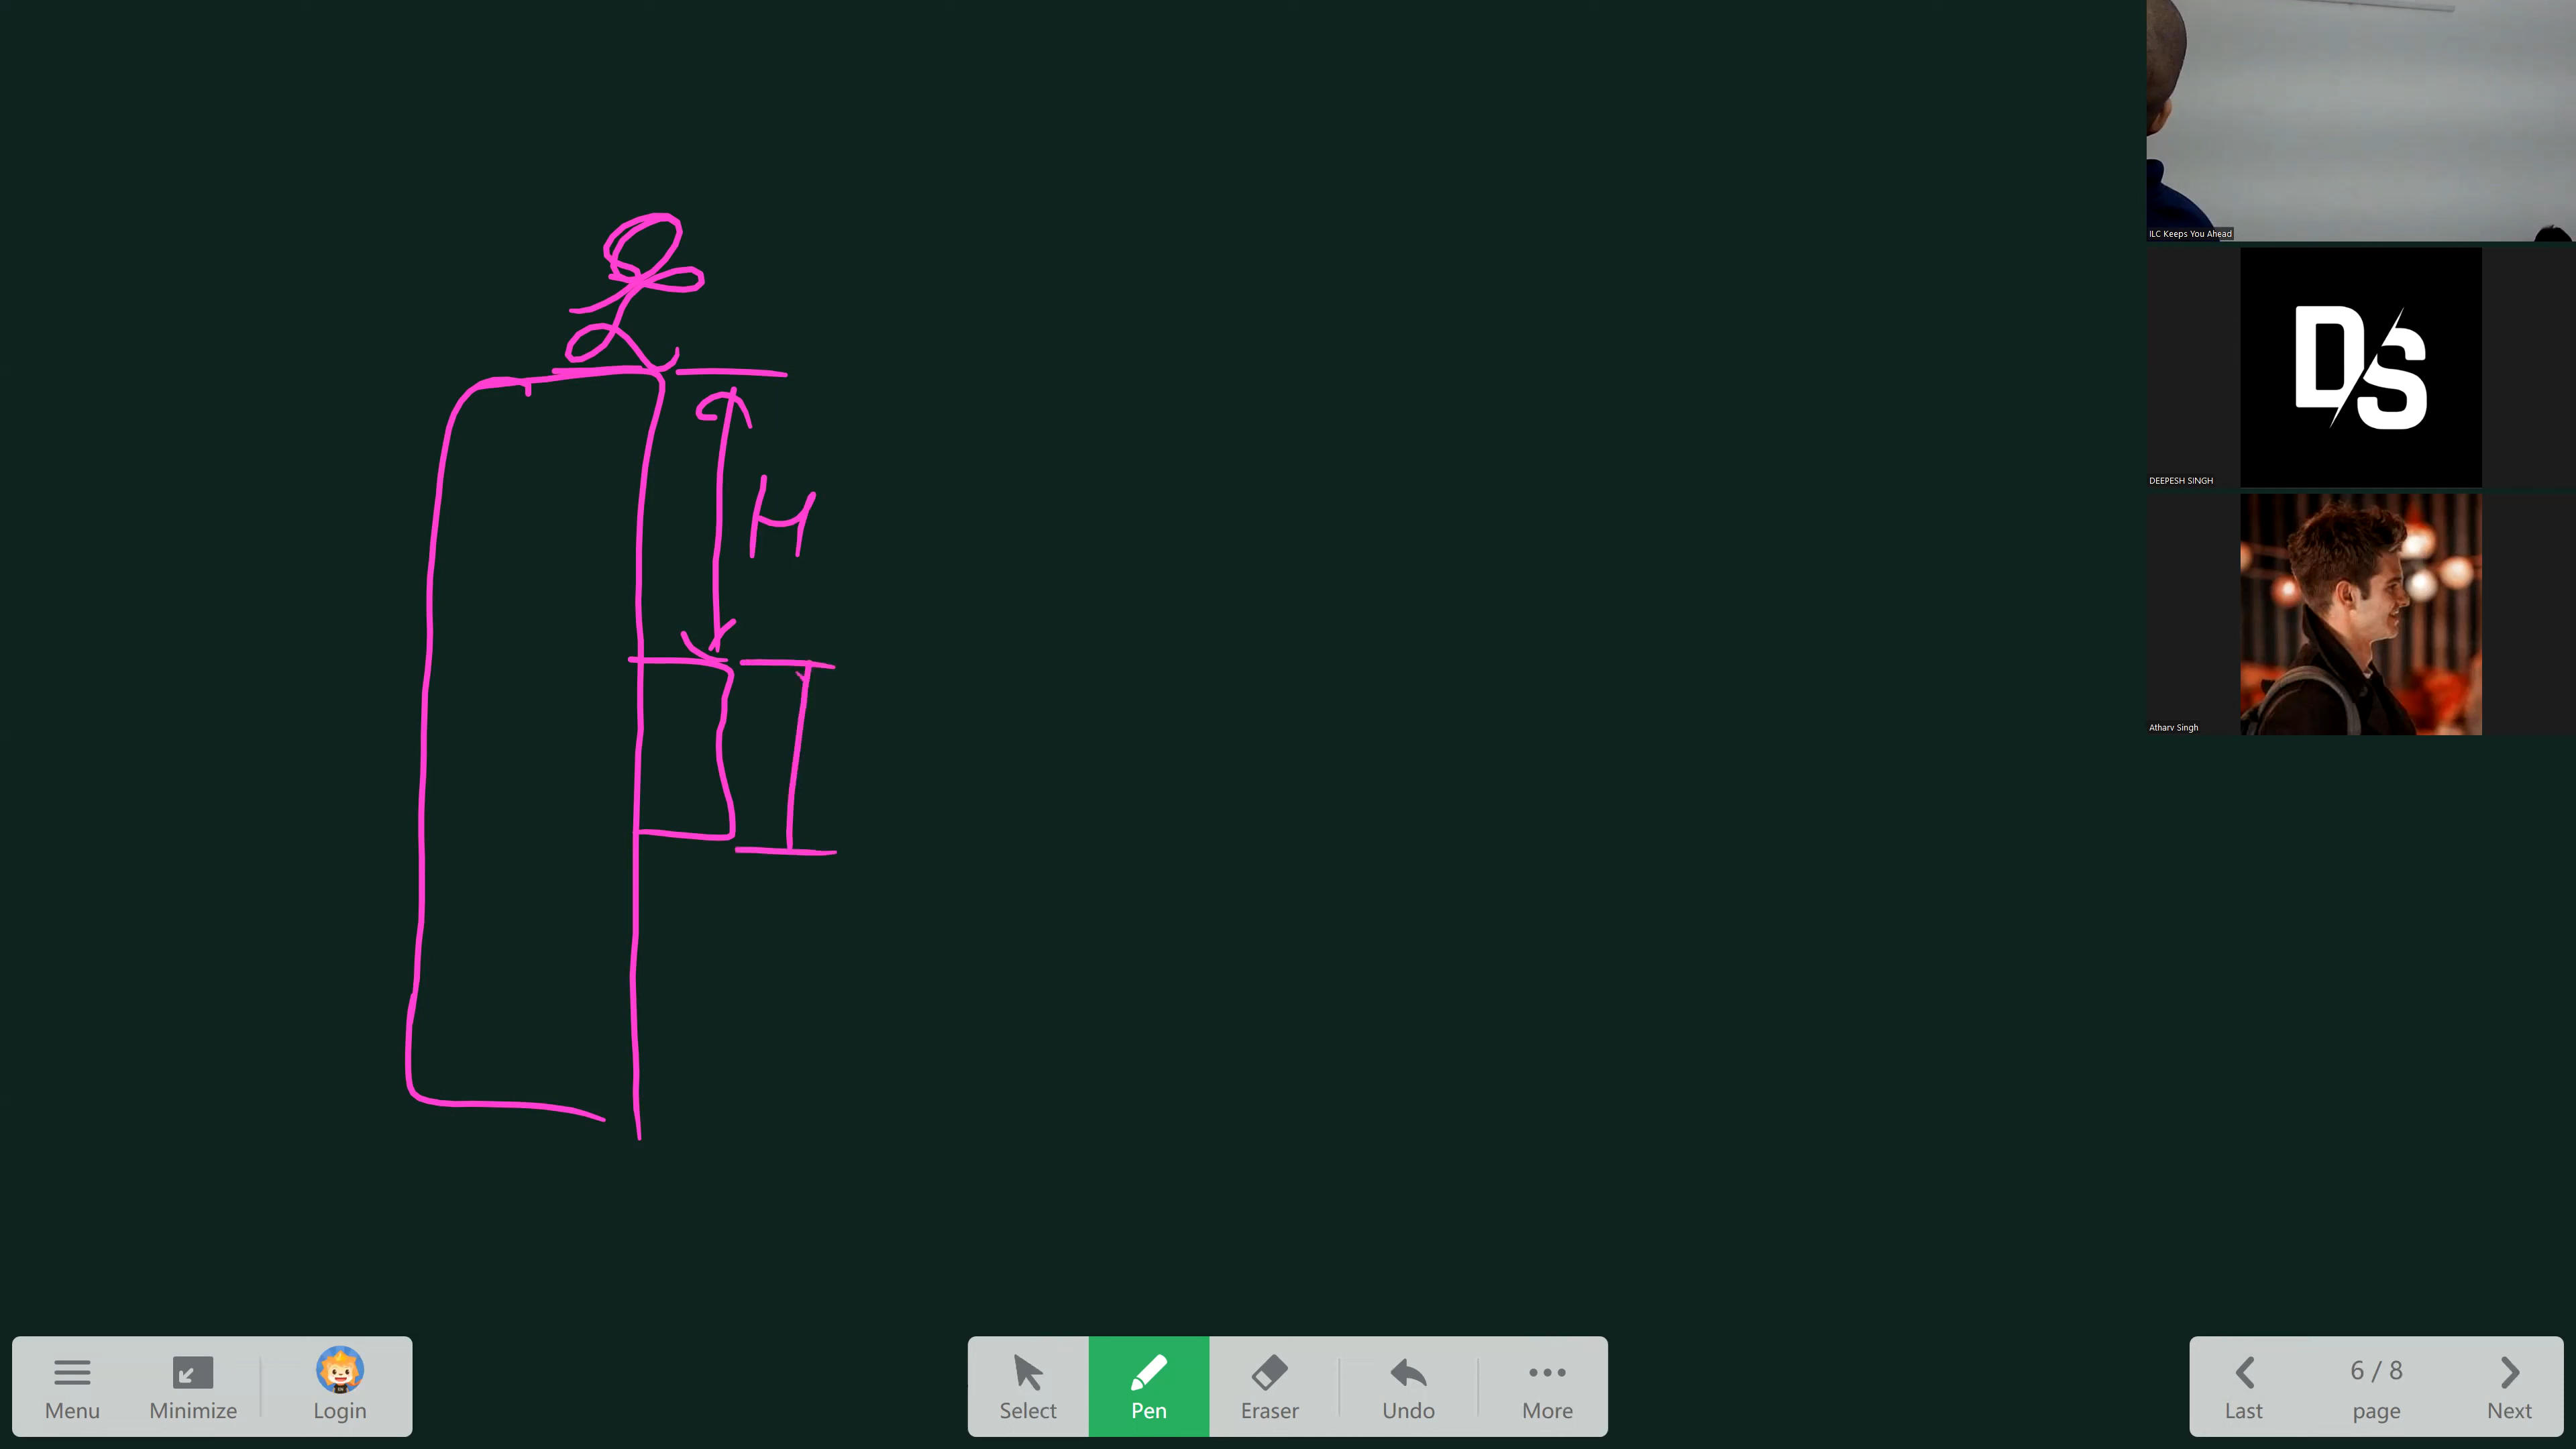 H
ILC Keeps You Ahead
DS
DEEPESH SINGH
Atharv Singh
Menu
Minimize
Login
Select
Pen
Eraser
Undo
More
Last
6 / 8
page
Next